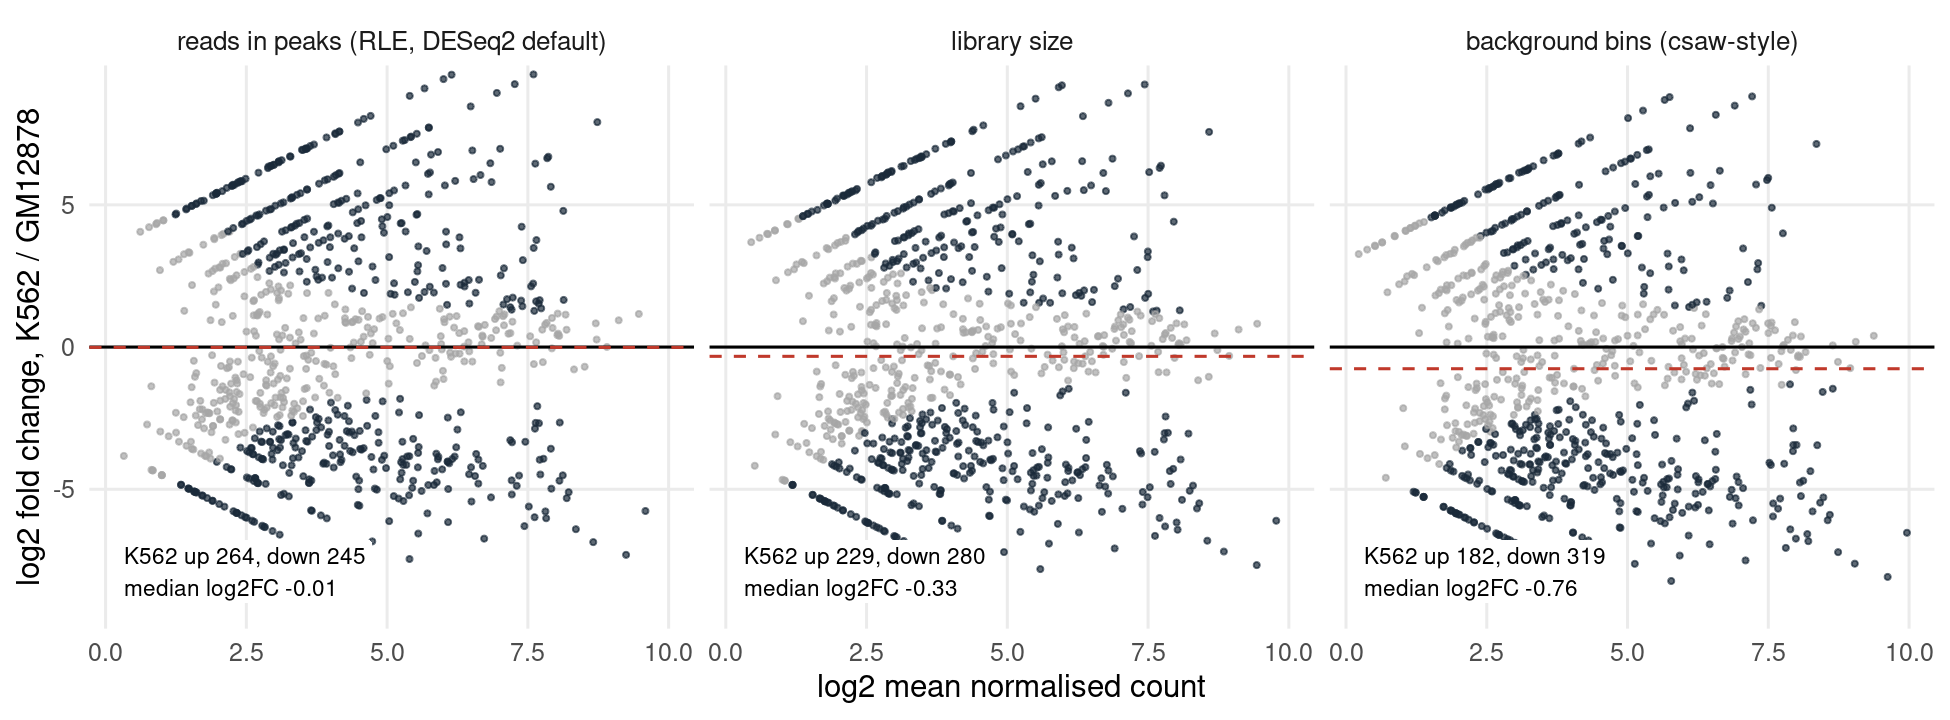 reads in peaks (RLE, DESeq2 default)
library size
background bins (csaw-style)
log2 fold change, K562 / GM12878
5
0
-5
K562 up 264, down 245
median log2FC -0.01
K562 up 229, down 280
median log2FC -0.33
K562 up 182, down 319
median log2FC -0.76
0.0 2.5 5.0 7.5 10.0
0.0 2.5 5.0 7.5 10.0
0.0 2.5 5.0 7.5 10.0
log2 mean normalised count